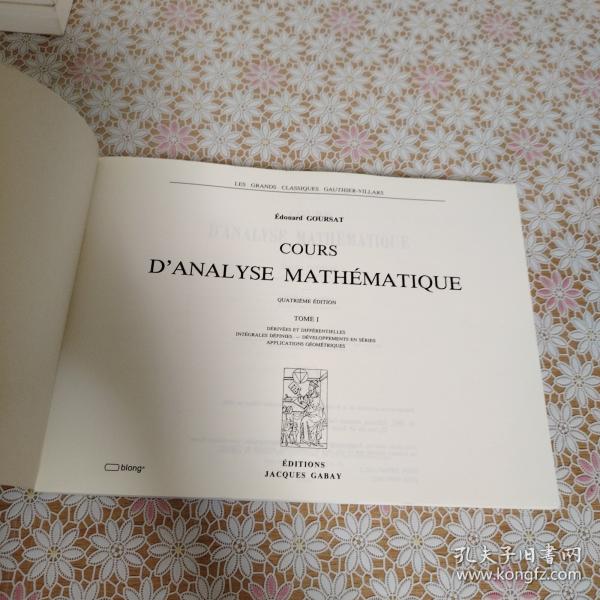 LES GRANDS CLASSIQUES GAUTHIER-VILLARS
Édouard GOURSAT
COURS
D'ANALYSE MATHÉMATIQUE
QUATRIÈME ÉDITION
TOME I
DÉRIVÉES ET DIFFÉRENTIELLES
INTÉGRALES DÉFINIES — DÉVELOPPEMENTS EN SÉRIES
APPLICATIONS GÉOMÉTRIQUES
ÉDITIONS
JACQUES GABAY
blong
孔夫子旧书网
www.kongfz.com